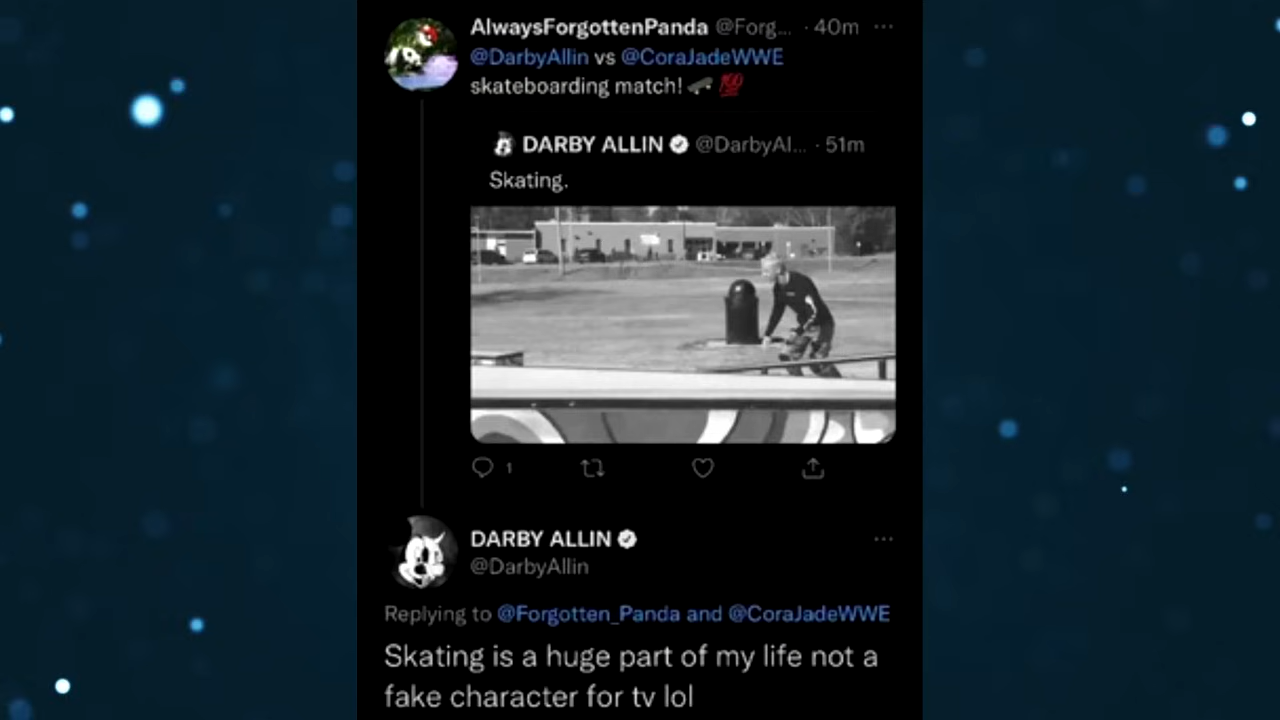 AlwaysForgottenPanda @Forg... · 40m ···
@DarbyAllin vs @CoraJadeWWE
skateboarding match! 🛹 💯
DARBY ALLIN @DarbyAl... · 51m
Skating.
1
DARBY ALLIN ···
@DarbyAllin
Replying to @Forgotten_Panda and @CoraJadeWWE
Skating is a huge part of my life not a
fake character for tv lol